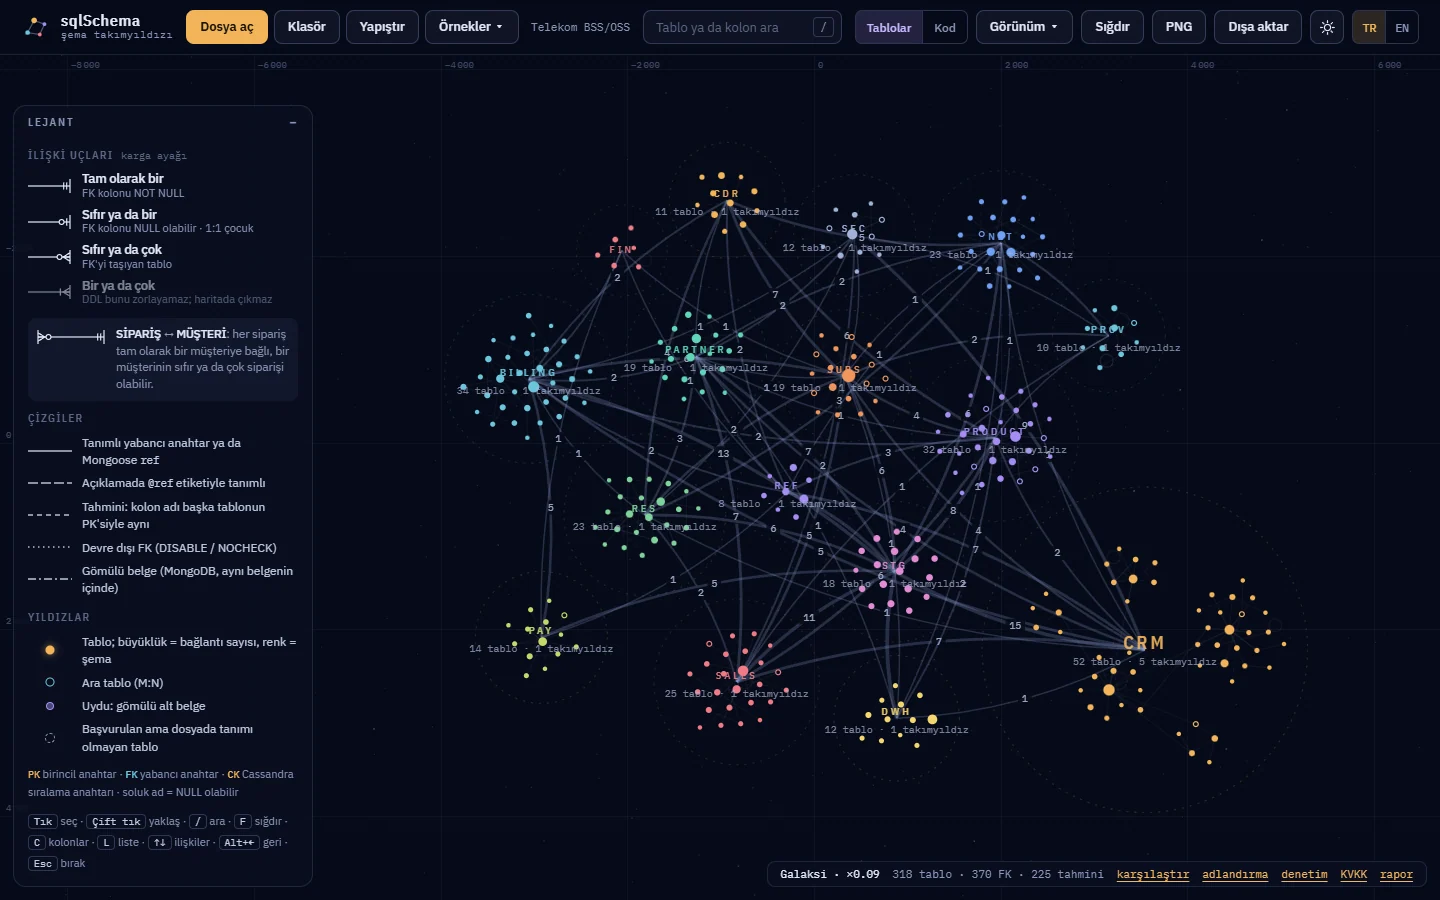 sqlSchema
şema takımyıldızı
Dosya aç
Klasör
Yapıştır
Örnekler
Telekom BSS/OSS
Tablo ya da kolon ara
/
Tablolar
Kod
Görünüm
Sığdır
PNG
Dışa aktar
TR
EN
−8000
−6000
−4000
−2000
0
2000
4000
6000
LEJANT
−
İLİŞKİ UÇLARI karga ayağı
Tam olarak bir
FK kolonu NOT NULL
Sıfır ya da bir
FK kolonu NULL olabilir · 1:1 çocuk
Sıfır ya da çok
FK'yi taşıyan tablo
Bir ya da çok
DDL bunu zorlayamaz; haritada çıkmaz
SİPARİŞ ↔ MÜŞTERİ: her sipariş
tam olarak bir müşteriye bağlı, bir
müşterinin sıfır ya da çok siparişi
olabilir.
ÇİZGİLER
Tanımlı yabancı anahtar ya da
Mongoose ref
Açıklamada @ref etiketiyle tanımlı
Tahmini: kolon adı başka tablonun
PK'siyle aynı
Devre dışı FK (DISABLE / NOCHECK)
Gömülü belge (MongoDB, aynı belgenin
içinde)
YILDIZLAR
Tablo; büyüklük = bağlantı sayısı, renk =
şema
Ara tablo (M:N)
Uydu: gömülü alt belge
Başvurulan ama dosyada tanımı
olmayan tablo
PK birincil anahtar · FK yabancı anahtar · CK Cassandra
sıralama anahtarı · soluk ad = NULL olabilir
Tık seç · Çift tık yaklaş · / ara · F sığdır ·
C kolonlar · L liste · ↑↓ ilişkiler · Alt+← geri ·
Esc bırak
CDR
11 tablo · 1 takımyıldız
SEC
12 tablo · 1 takımyıldız
NET
23 tablo · 1 takımyıldız
FIN
PROV
10 tablo · 1 takımyıldız
PARTNER
19 tablo · 1 takımyıldız
BILLING
34 tablo · 1 takımyıldız
SUBS
19 tablo · 1 takımyıldız
PRODUCT
32 tablo · 1 takımyıldız
REF
8 tablo · 1 takımyıldız
RES
23 tablo · 1 takımyıldız
STG
18 tablo · 1 takımyıldız
PAY
14 tablo · 1 takımyıldız
CRM
52 tablo · 5 takımyıldız
SALES
25 tablo · 1 takımyıldız
DWH
12 tablo · 1 takımyıldız
Galaksi · ×0.09 318 tablo · 370 FK · 225 tahmini karşılaştır adlandırma denetim KVKK rapor